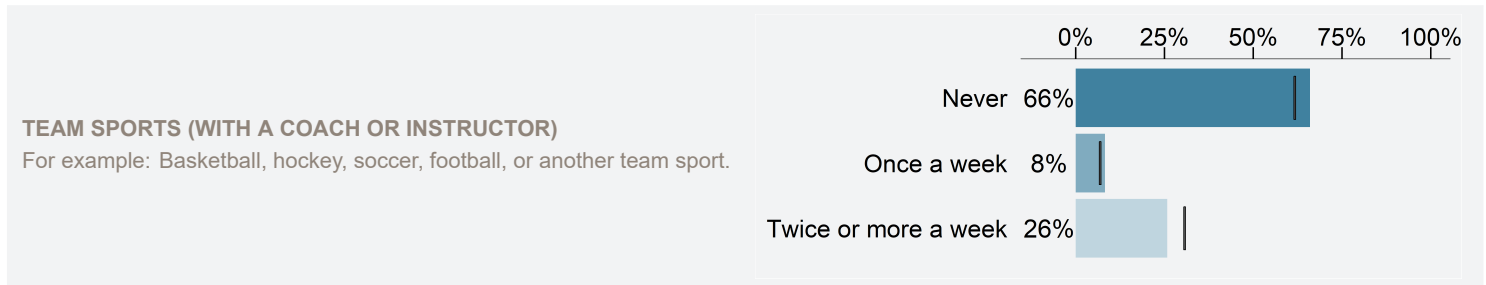 TEAM SPORTS (WITH A COACH OR INSTRUCTOR)
For example: Basketball, hockey, soccer, football, or another team sport.
0% 25% 50% 75% 100%
Never 66%
Once a week 8%
Twice or more a week 26%